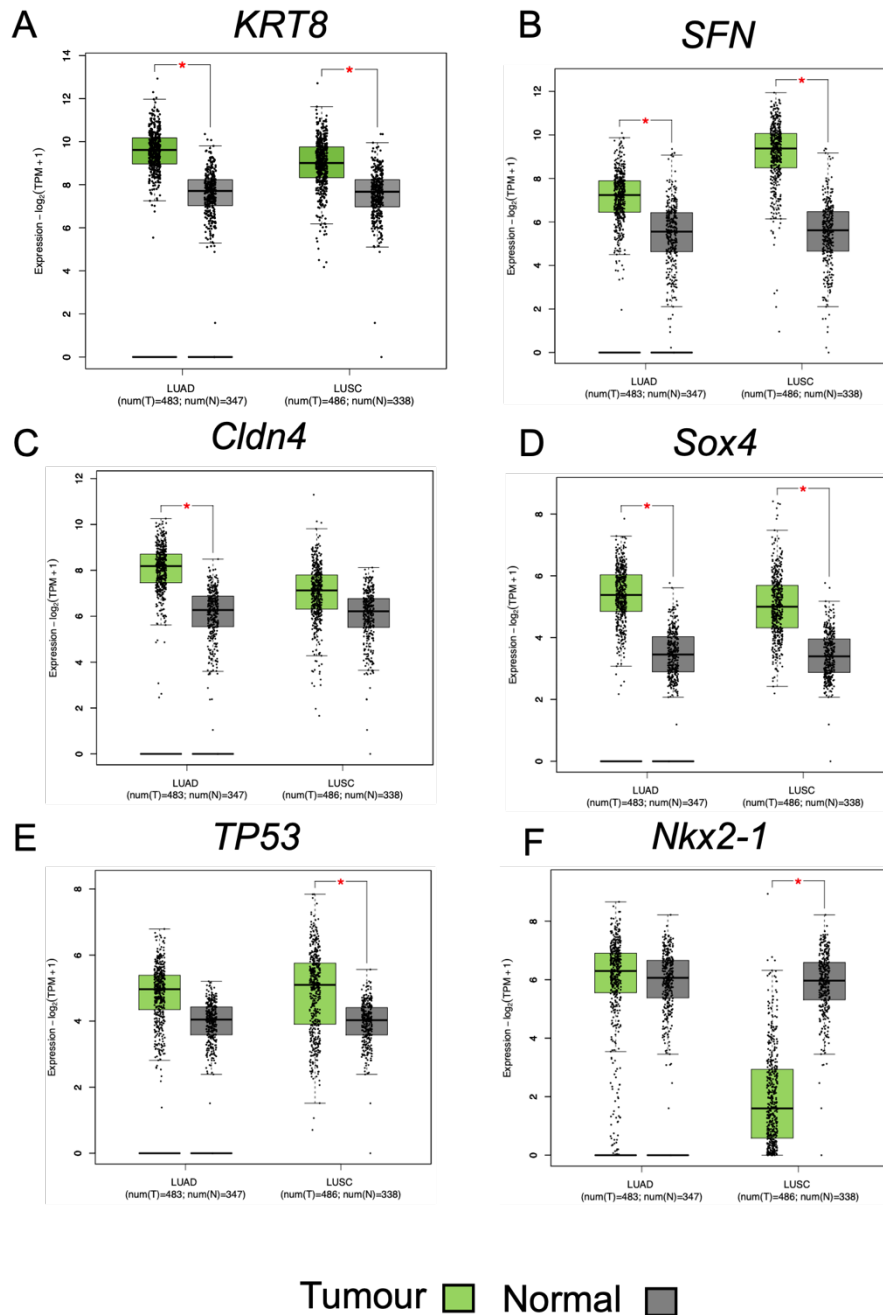 A
KRT8
Expression – log₂(TPM + 1)
14
12
10
8
6
4
2
0
*
*
LUAD
(num(T)=483; num(N)=347)
LUSC
(num(T)=486; num(N)=338)
B
SFN
Expression – log₂(TPM + 1)
12
10
8
6
4
2
0
*
*
LUAD
(num(T)=483; num(N)=347)
LUSC
(num(T)=486; num(N)=338)
C
Cldn4
Expression – log₂(TPM + 1)
12
10
8
6
4
2
0
*
LUAD
(num(T)=483; num(N)=347)
LUSC
(num(T)=486; num(N)=338)
D
Sox4
Expression – log₂(TPM + 1)
8
6
4
2
0
*
*
LUAD
(num(T)=483; num(N)=347)
LUSC
(num(T)=486; num(N)=338)
E
TP53
Expression – log₂(TPM + 1)
8
6
4
2
0
*
LUAD
(num(T)=483; num(N)=347)
LUSC
(num(T)=486; num(N)=338)
F
Nkx2-1
Expression – log₂(TPM + 1)
8
6
4
2
0
*
LUAD
(num(T)=483; num(N)=347)
LUSC
(num(T)=486; num(N)=338)
Tumour Normal